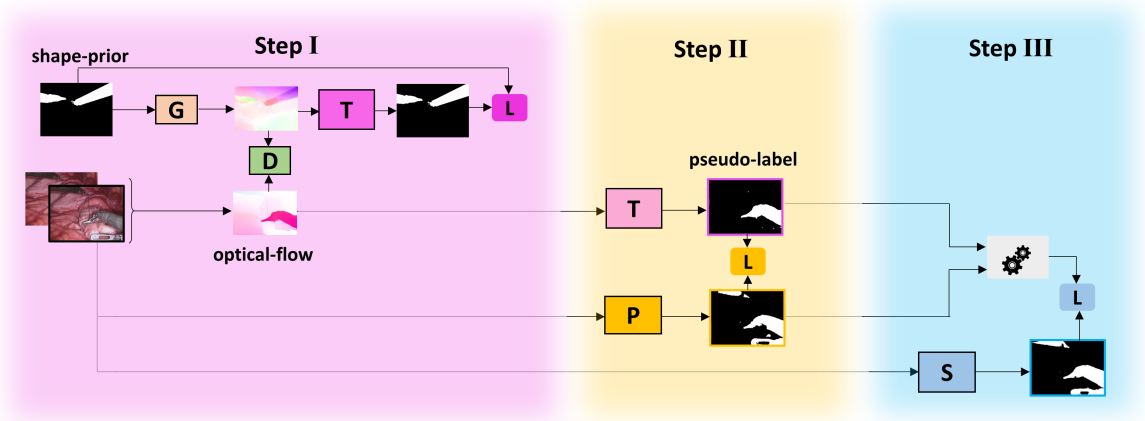 Step I
Step II
Step III
shape-prior
G
T
L
D
pseudo-label
T
optical-flow
L
L
P
S